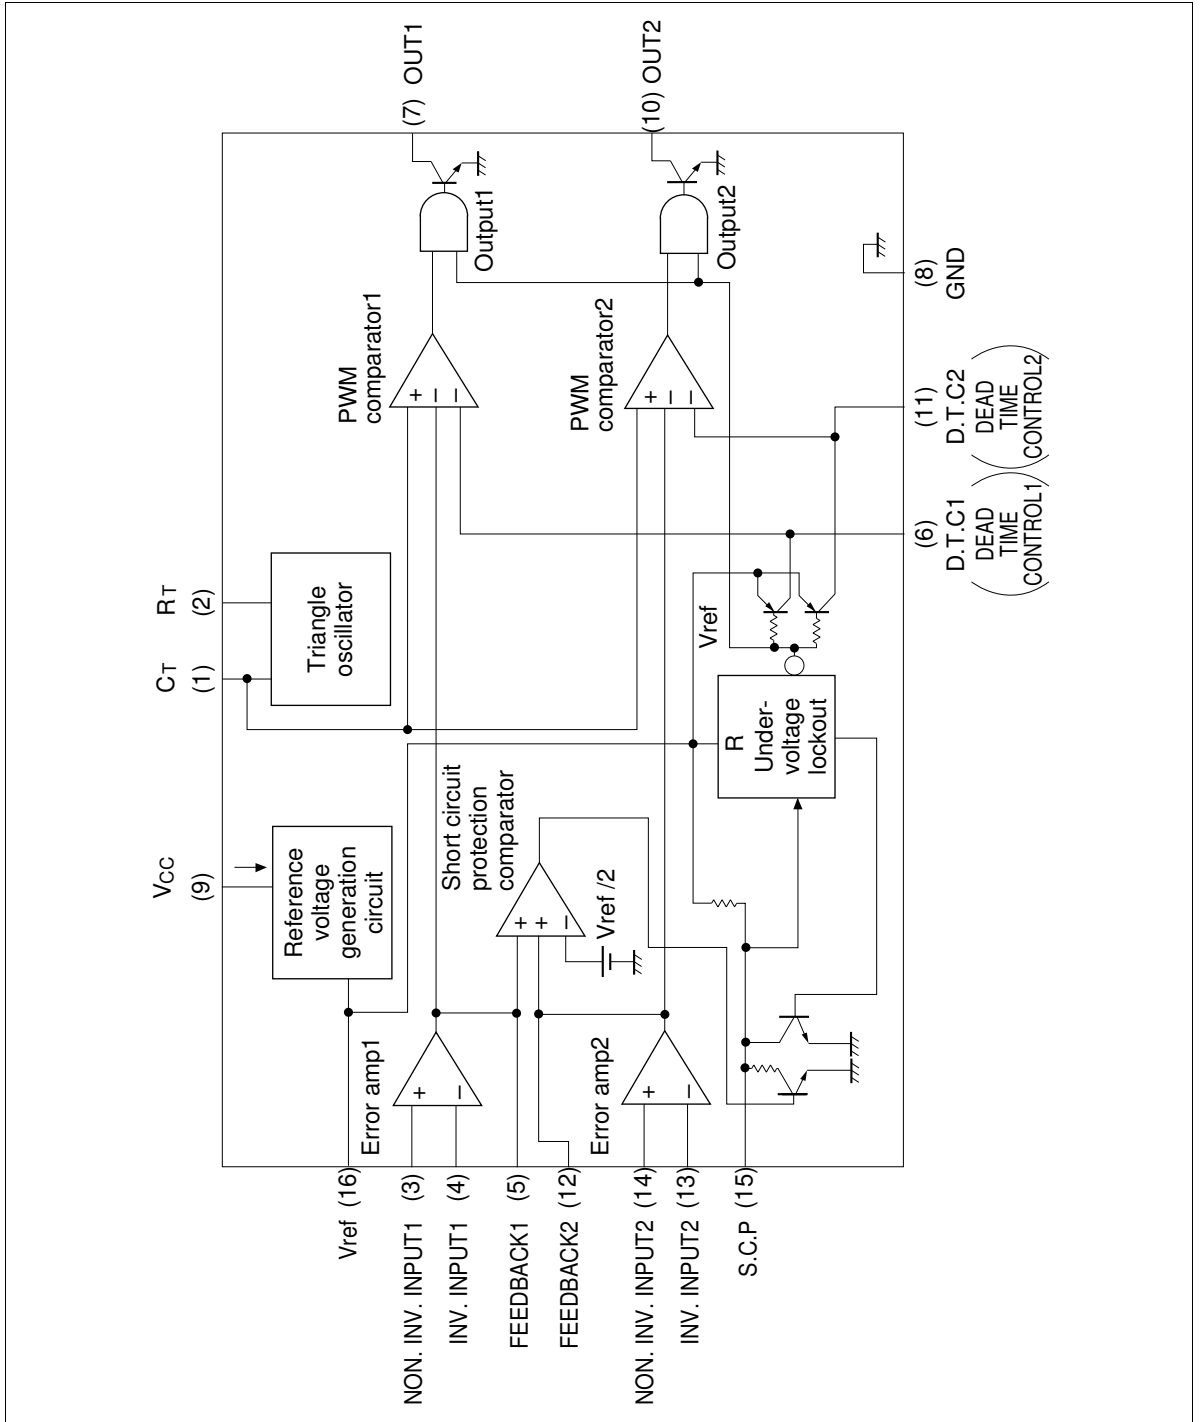 Vcc
(9)
CT
(1)
RT
(2)
Reference
voltage
generation
circuit
Triangle
oscillator
Vref (16)
NON. INV. INPUT1 (3)
INV. INPUT1 (4)
FEEDBACK1 (5)
FEEDBACK2 (12)
NON. INV. INPUT2 (14)
INV. INPUT2 (13)
S.C.P (15)
Error amp1
+
−
Short circuit
protection
comparator
+
+
−
Vref /2
Error amp2
+
−
PWM
comparator1
+
−
−
PWM
comparator2
+
−
−
Output1
Output2
(7) OUT1
(10) OUT2
R
Under-
voltage
lockout
Vref
(6)
D.T.C1
DEAD
TIME
CONTROL1
(11)
D.T.C2
DEAD
TIME
CONTROL2
(8)
GND